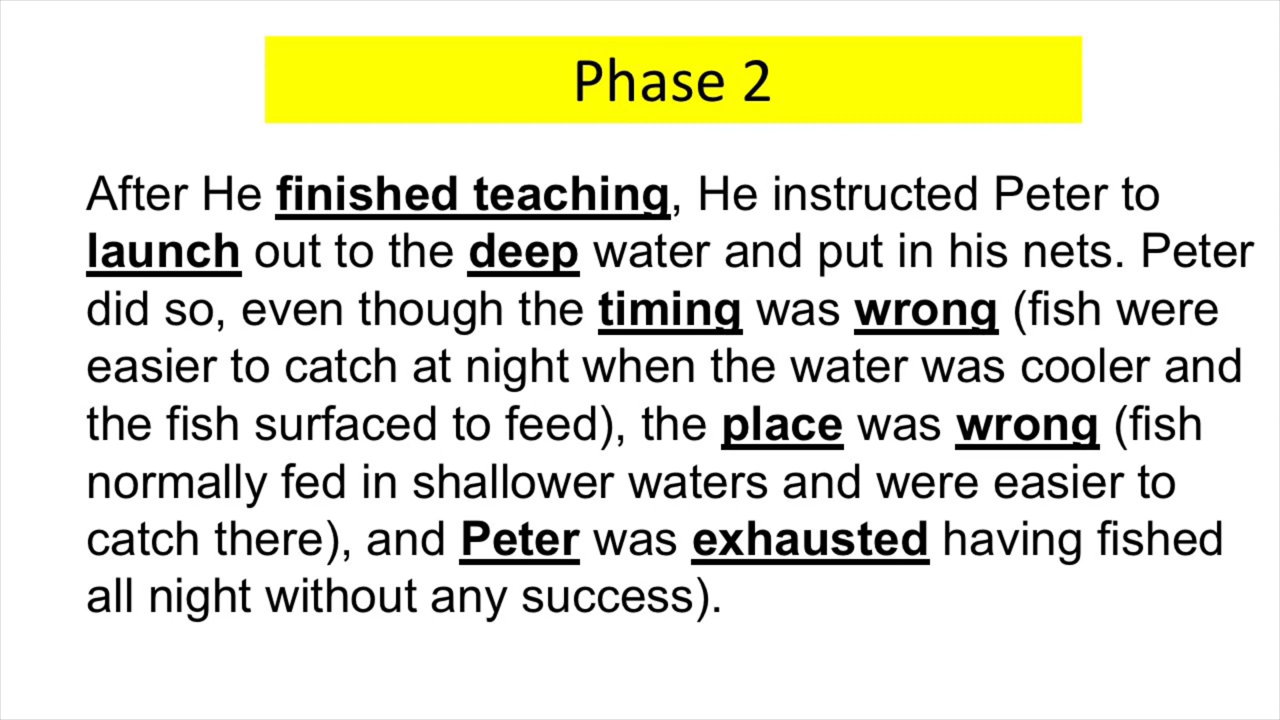 Phase 2
After He finished teaching, He instructed Peter to
launch out to the deep water and put in his nets. Peter
did so, even though the timing was wrong (fish were
easier to catch at night when the water was cooler and
the fish surfaced to feed), the place was wrong (fish
normally fed in shallower waters and were easier to
catch there), and Peter was exhausted having fished
all night without any success).